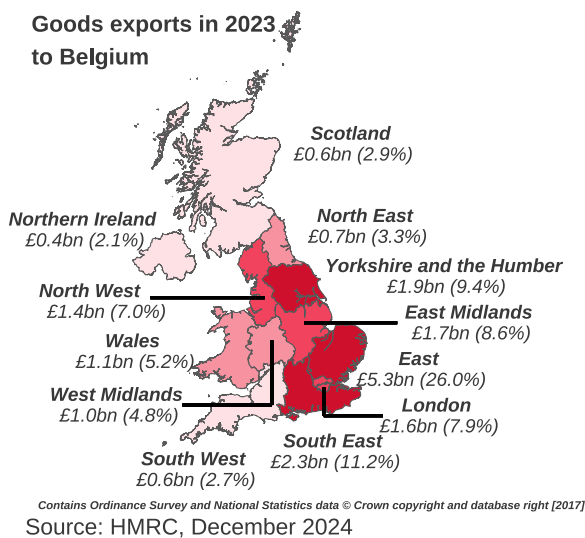 Goods exports in 2023
to Belgium
Scotland
£0.6bn (2.9%)
Northern Ireland
£0.4bn (2.1%)
North East
£0.7bn (3.3%)
Yorkshire and the Humber
£1.9bn (9.4%)
North West
£1.4bn (7.0%)
East Midlands
£1.7bn (8.6%)
Wales
£1.1bn (5.2%)
East
£5.3bn (26.0%)
West Midlands
£1.0bn (4.8%)
London
£1.6bn (7.9%)
South East
£2.3bn (11.2%)
South West
£0.6bn (2.7%)
Contains Ordinance Survey and National Statistics data © Crown copyright and database right [2017]
Source: HMRC, December 2024